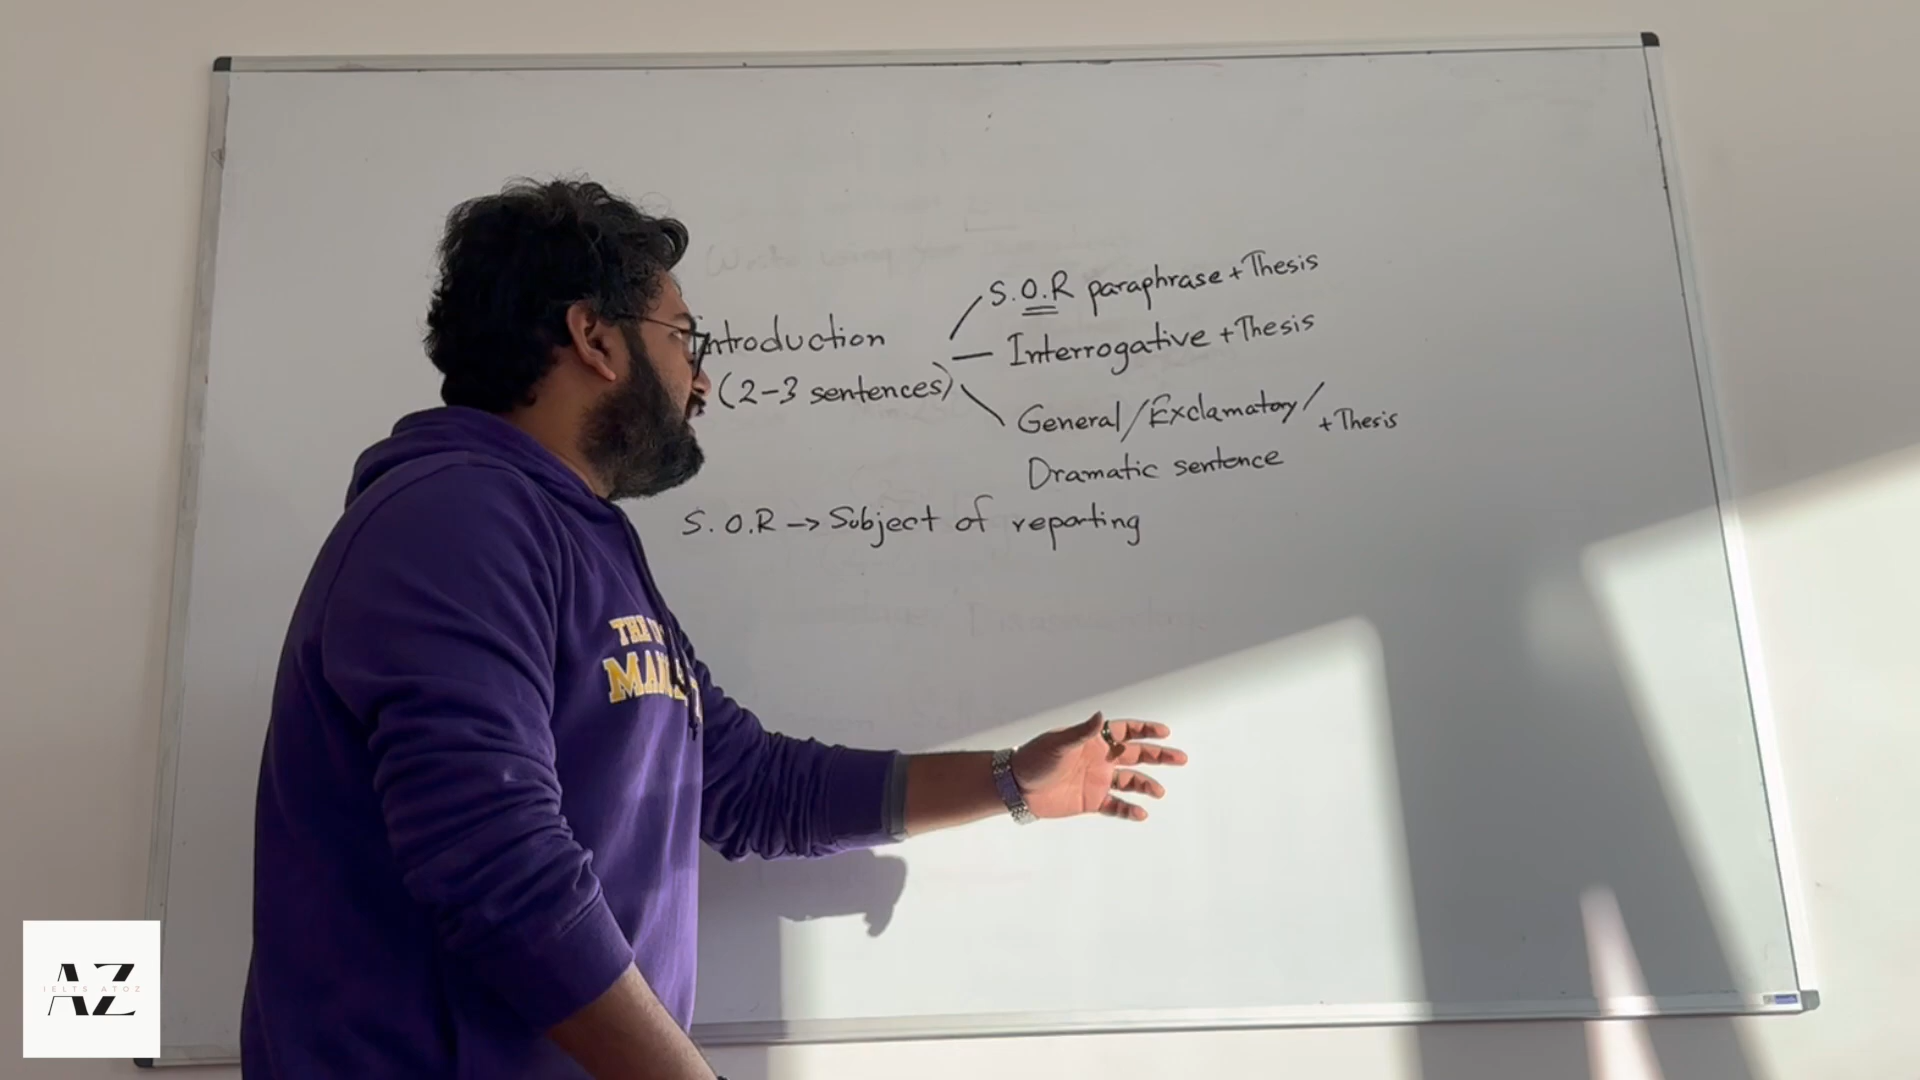 S.O.R paraphrase + Thesis
Introduction
Interrogative + Thesis
(2-3 sentences)
General/Exclamatory/ + Thesis
Dramatic sentence
S.O.R -> Subject of reporting
THE
AZ
IELTS ATOZ